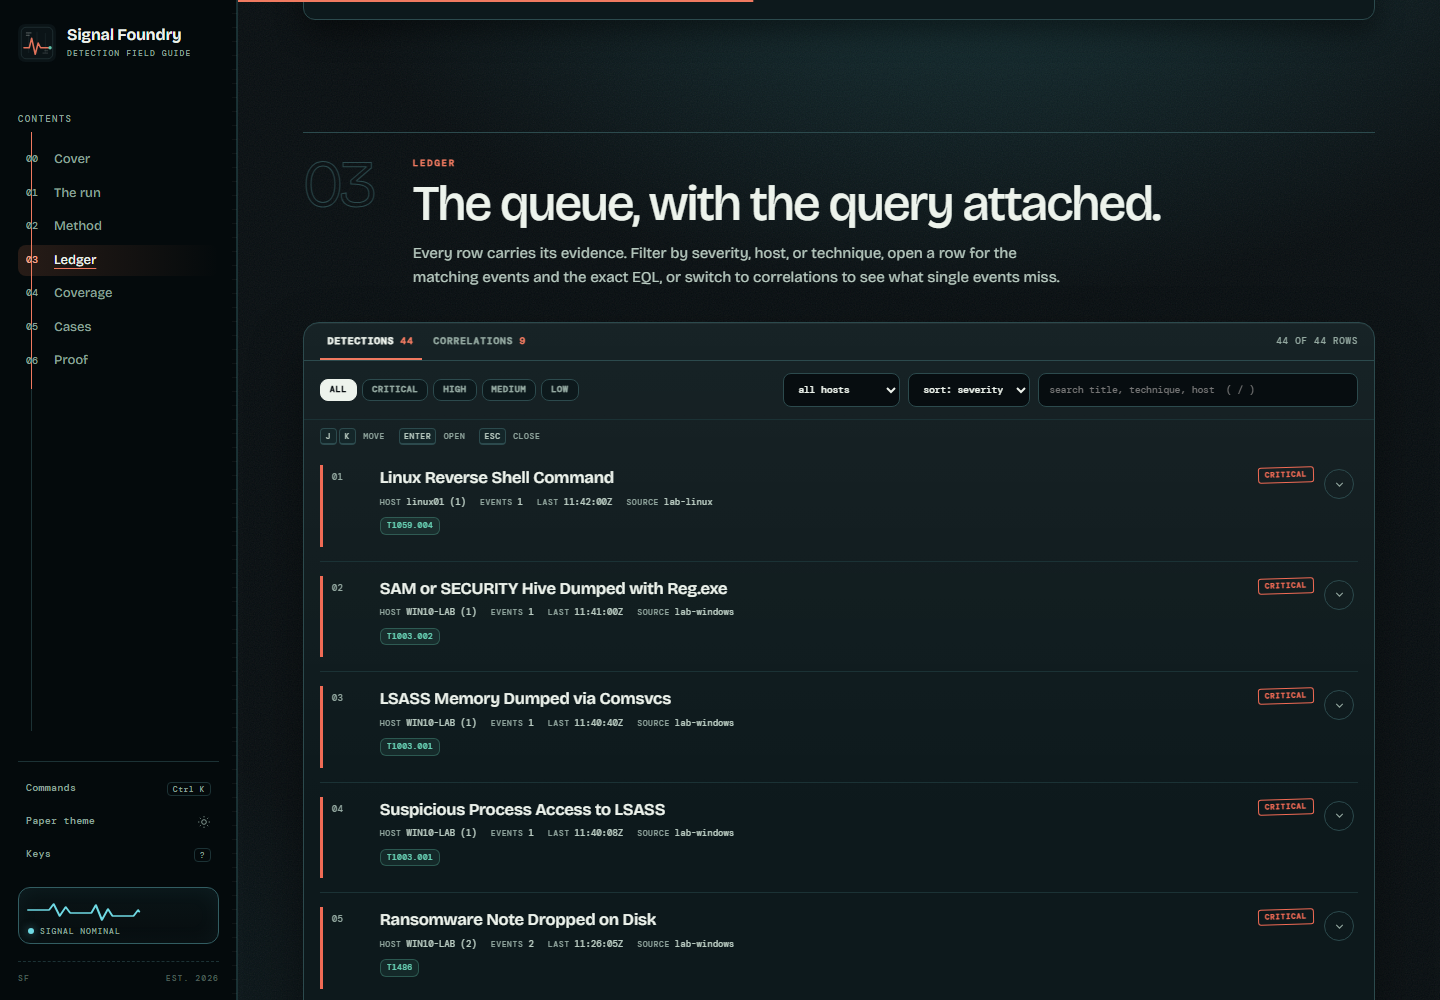 Signal Foundry
DETECTION FIELD GUIDE
CONTENTS
00 Cover
01 The run
02 Method
03 Ledger
04 Coverage
05 Cases
06 Proof
Commands Ctrl K
Paper theme
Keys ?
SIGNAL NOMINAL
SF EST. 2026
03
LEDGER
The queue, with the query attached.
Every row carries its evidence. Filter by severity, host, or technique, open a row for the
matching events and the exact EQL, or switch to correlations to see what single events miss.
DETECTIONS 44 CORRELATIONS 9 44 OF 44 ROWS
ALL CRITICAL HIGH MEDIUM LOW all hosts sort: severity search title, technique, host ( / )
J K MOVE ENTER OPEN ESC CLOSE
01 Linux Reverse Shell Command CRITICAL
HOST linux01 (1) EVENTS 1 LAST 11:42:00Z SOURCE lab-linux
T1059.004
02 SAM or SECURITY Hive Dumped with Reg.exe CRITICAL
HOST WIN10-LAB (1) EVENTS 1 LAST 11:41:00Z SOURCE lab-windows
T1003.002
03 LSASS Memory Dumped via Comsvcs CRITICAL
HOST WIN10-LAB (1) EVENTS 1 LAST 11:40:40Z SOURCE lab-windows
T1003.001
04 Suspicious Process Access to LSASS CRITICAL
HOST WIN10-LAB (1) EVENTS 1 LAST 11:40:08Z SOURCE lab-windows
T1003.001
05 Ransomware Note Dropped on Disk CRITICAL
HOST WIN10-LAB (2) EVENTS 2 LAST 11:26:05Z SOURCE lab-windows
T1486